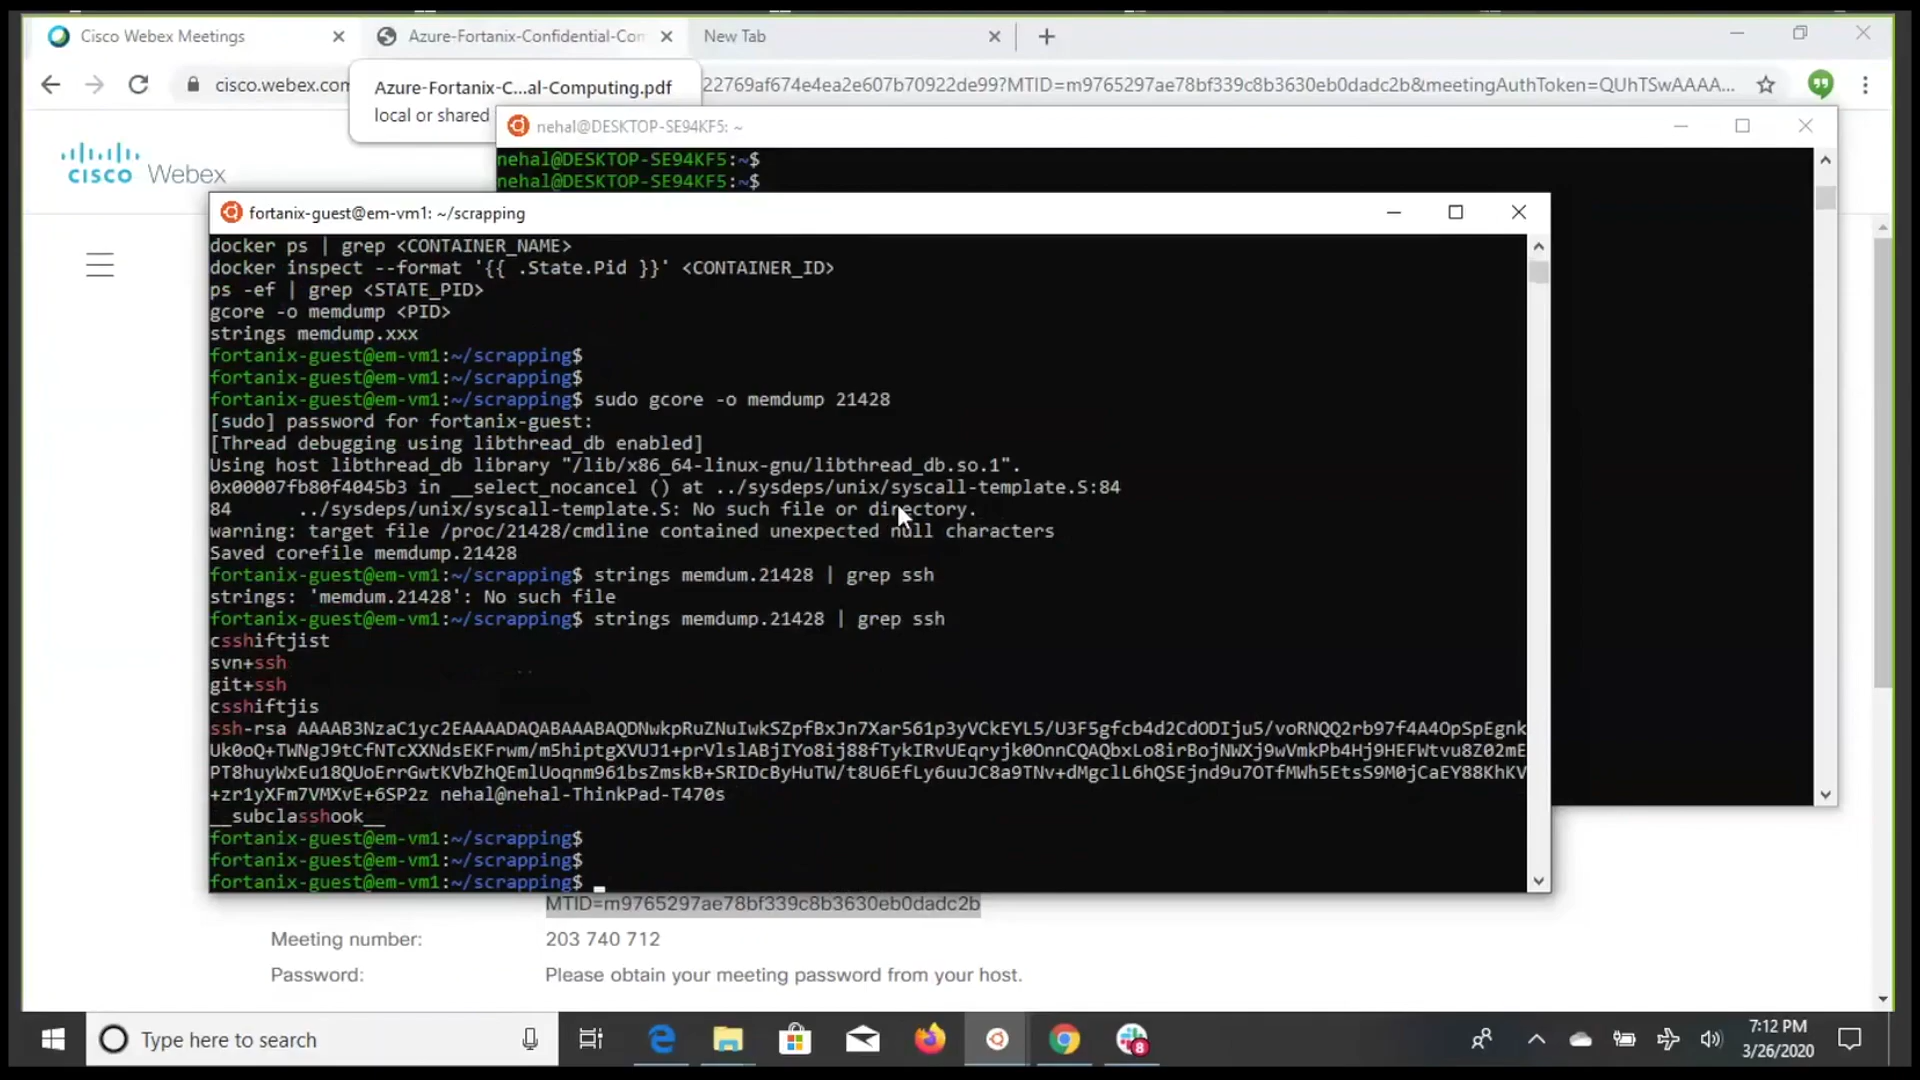 Cisco Webex Meetings
Azure-Fortanix-Confidential-Con
New Tab
cisco.webex.com
22769af674e4ea2e607b70922de99?MTID=m9765297ae78bf339c8b3630eb0dadc2b&meetingAuthToken=QUhTSwAAAA...
Azure-Fortanix-C...al-Computing.pdf
local or shared
nehal@DESKTOP-SE94KF5: ~
nehal@DESKTOP-SE94KF5:~$
nehal@DESKTOP-SE94KF5:~$
cisco Webex
fortanix-guest@em-vm1: ~/scrapping
docker ps | grep <CONTAINER_NAME>
docker inspect --format '{{ .State.Pid }}' <CONTAINER_ID>
ps -ef | grep <STATE_PID>
gcore -o memdump <PID>
strings memdump.xxx
fortanix-guest@em-vm1:~/scrapping$
fortanix-guest@em-vm1:~/scrapping$
fortanix-guest@em-vm1:~/scrapping$ sudo gcore -o memdump 21428
[sudo] password for fortanix-guest:
[Thread debugging using libthread_db enabled]
Using host libthread_db library "/lib/x86_64-linux-gnu/libthread_db.so.1".
0x00007fb80f4045b3 in __select_nocancel () at ../sysdeps/unix/syscall-template.S:84
84 ../sysdeps/unix/syscall-template.S: No such file or directory.
warning: target file /proc/21428/cmdline contained unexpected null characters
Saved corefile memdump.21428
fortanix-guest@em-vm1:~/scrapping$ strings memdum.21428 | grep ssh
strings: 'memdum.21428': No such file
fortanix-guest@em-vm1:~/scrapping$ strings memdump.21428 | grep ssh
csshiftjist
svn+ssh
git+ssh
csshiftjis
ssh-rsa AAAAB3NzaC1yc2EAAAADAQABAAABAQDNwkpRuZNuIwkSZpfBxJn7Xar561p3yVCkEYL5/U3F5gfcb4d2CdODIju5/voRNQQ2rb97f4A4OpSpEgnk
Uk0oQ+TWNgJ9tCfNTcXXNdsEKFrwm/m5hiptgXVUJ1+prVlslABjIYo8ij88fTykIRvUEqryjk0OnnCQAQbxLo8irBojNWXj9wVmkPb4Hj9HEFWtvu8Z02mE
PT8huyWxEu18QUoErrGwtKVbZhQEmlUoqnm961bsZmskB+SRIDcByHuTW/t8U6EfLy6uuJC8a9TNv+dMgclL6hQSEjnd9u7OTfMWh5EtsS9M0jCaEY88KhKV
+zr1yXFm7VMXvE+6SP2z nehal@nehal-ThinkPad-T470s
__subclasshook__
fortanix-guest@em-vm1:~/scrapping$
fortanix-guest@em-vm1:~/scrapping$
fortanix-guest@em-vm1:~/scrapping$
MTID=m9765297ae78bf339c8b3630eb0dadc2b
Meeting number: 203 740 712
Password: Please obtain your meeting password from your host.
Type here to search
8
7:12 PM
3/26/2020